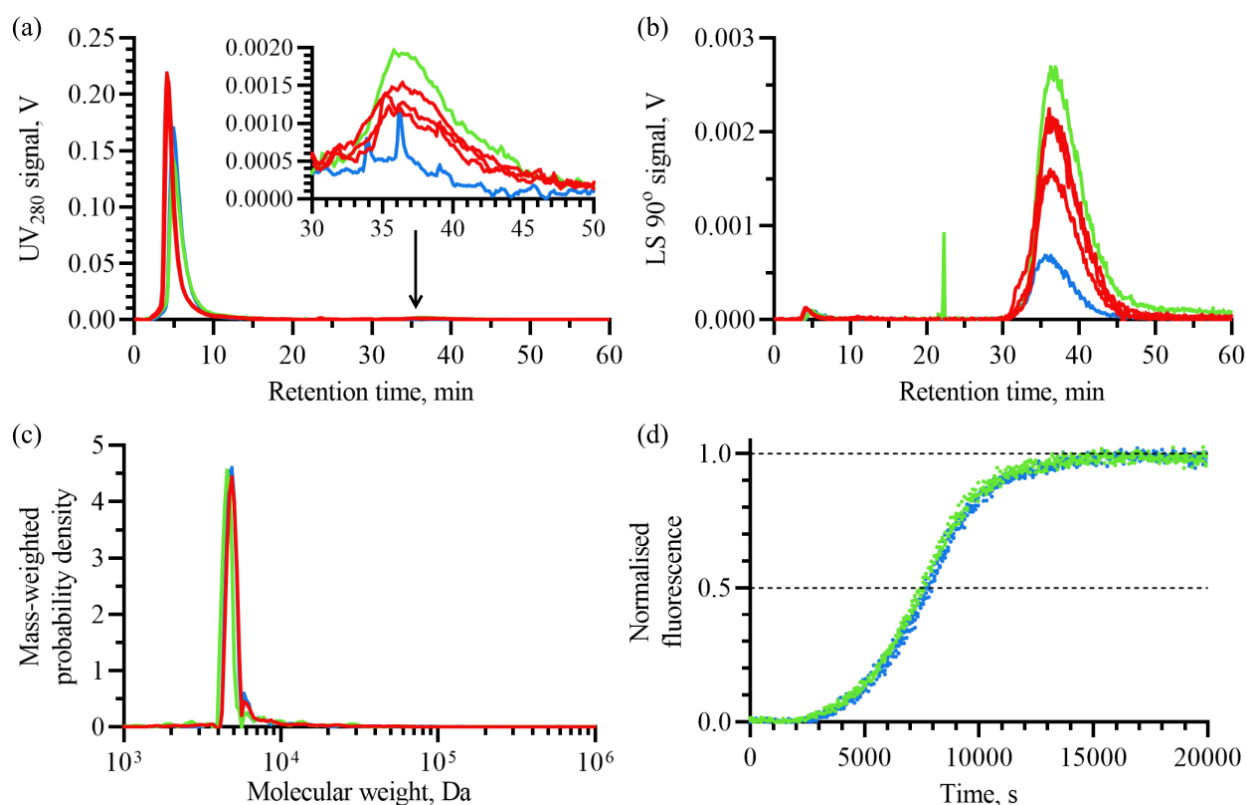 (a)
UV280 signal, V
0.25
0.20
0.15
0.10
0.05
0.00
0 10 20 30 40 50 60
Retention time, min
0.0020
0.0015
0.0010
0.0005
0.0000
30 35 40 45 50
(b)
LS 90° signal, V
0.003
0.002
0.001
0.000
0 10 20 30 40 50 60
Retention time, min
(c)
Mass-weighted
probability density
5
4
3
2
1
0
10³ 10⁴ 10⁵ 10⁶
Molecular weight, Da
(d)
Normalised
fluorescence
1.0
0.5
0.0
0 5000 10000 15000 20000
Time, s